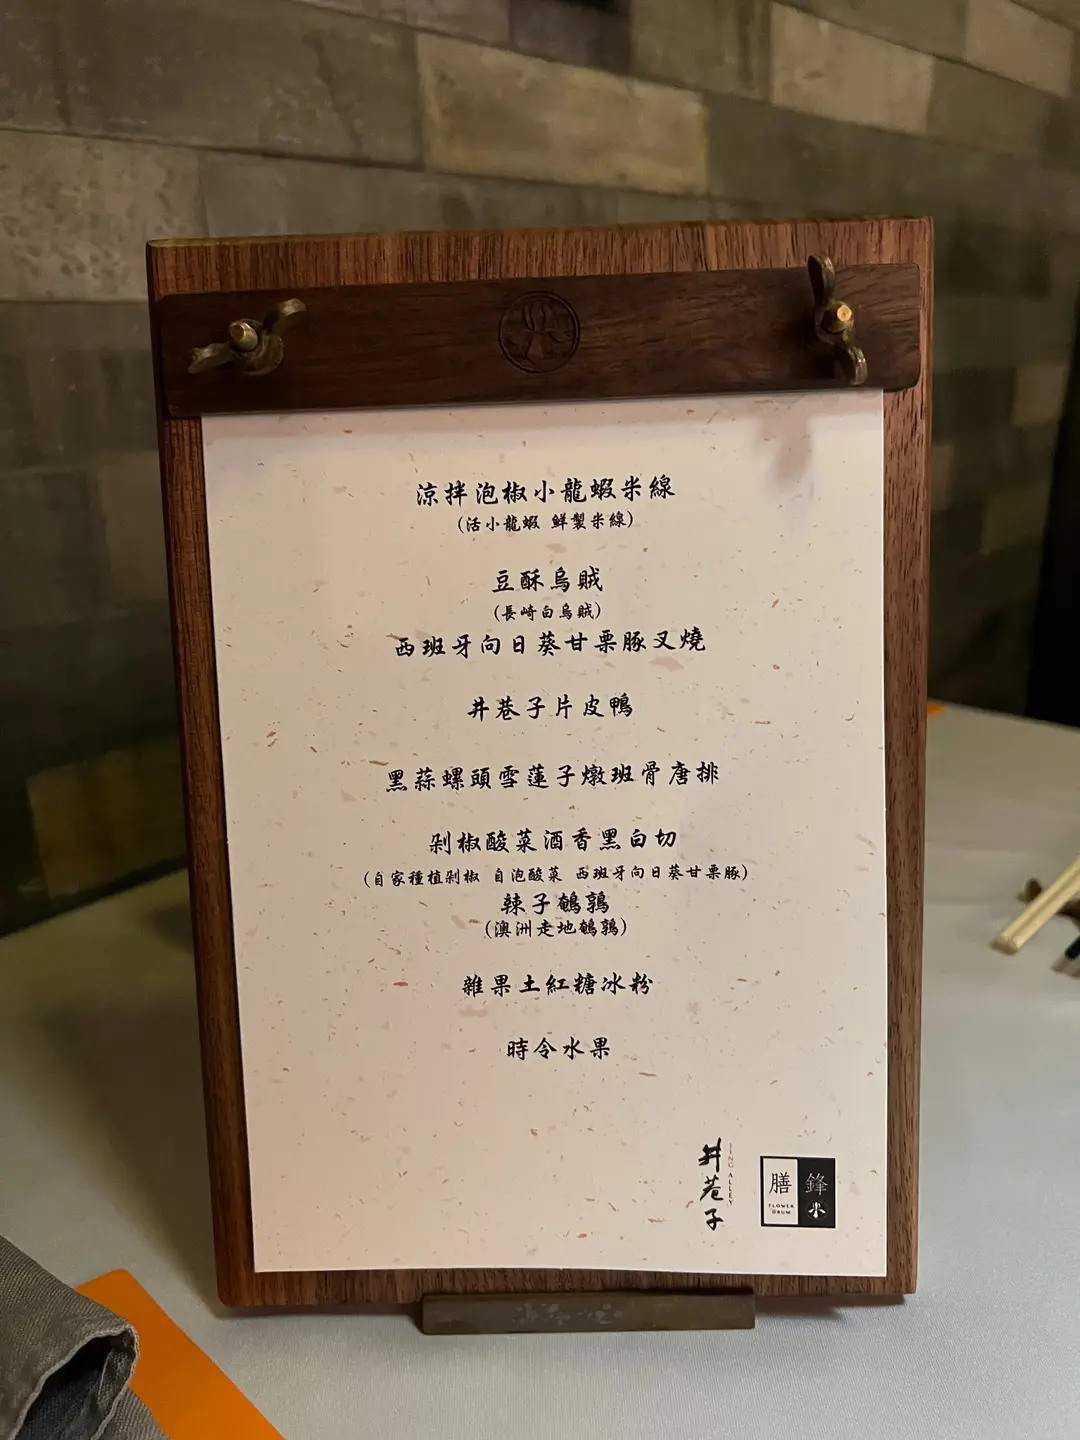 涼拌泡椒小龍蝦米線
(活小龍蝦 鮮製米線)
豆酥烏賊
(長崎白烏賊)
西班牙向日葵甘栗豚叉燒
井巷子片皮鴨
黑蒜螺頭雪蓮子燉班骨唐排
剁椒酸菜酒香黑白切
(自家種植剁椒 自泡酸菜 西班牙向日葵甘栗豚)
辣子鵪鶉
(澳洲走地鵪鶉)
雜果土紅糖冰粉
時令水果
井巷子
JING ALLEY
膳鋒
FLOWER
DRUM